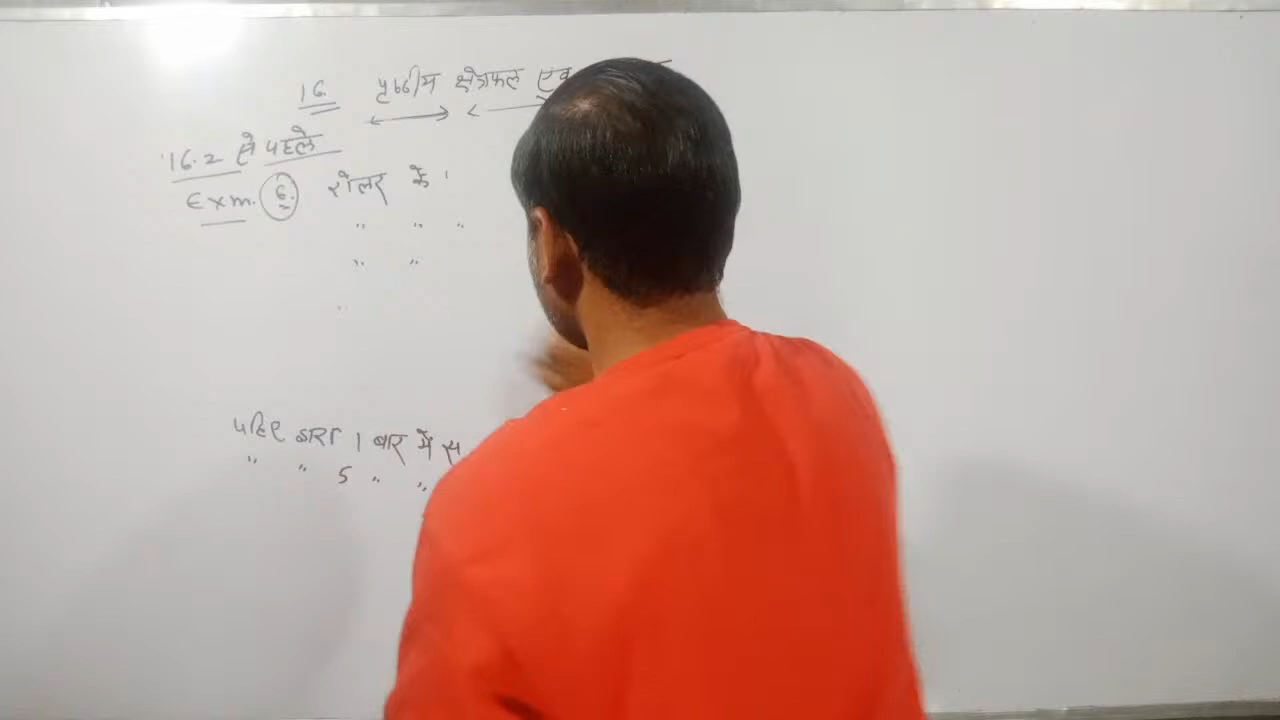 16. पृष्ठीय क्षेत्रफल एव
16.2 से पहले
Exm. 6. रोलर के
" " "
" "
"
पहिए द्वारा 1 बार में स
" " 5 " "